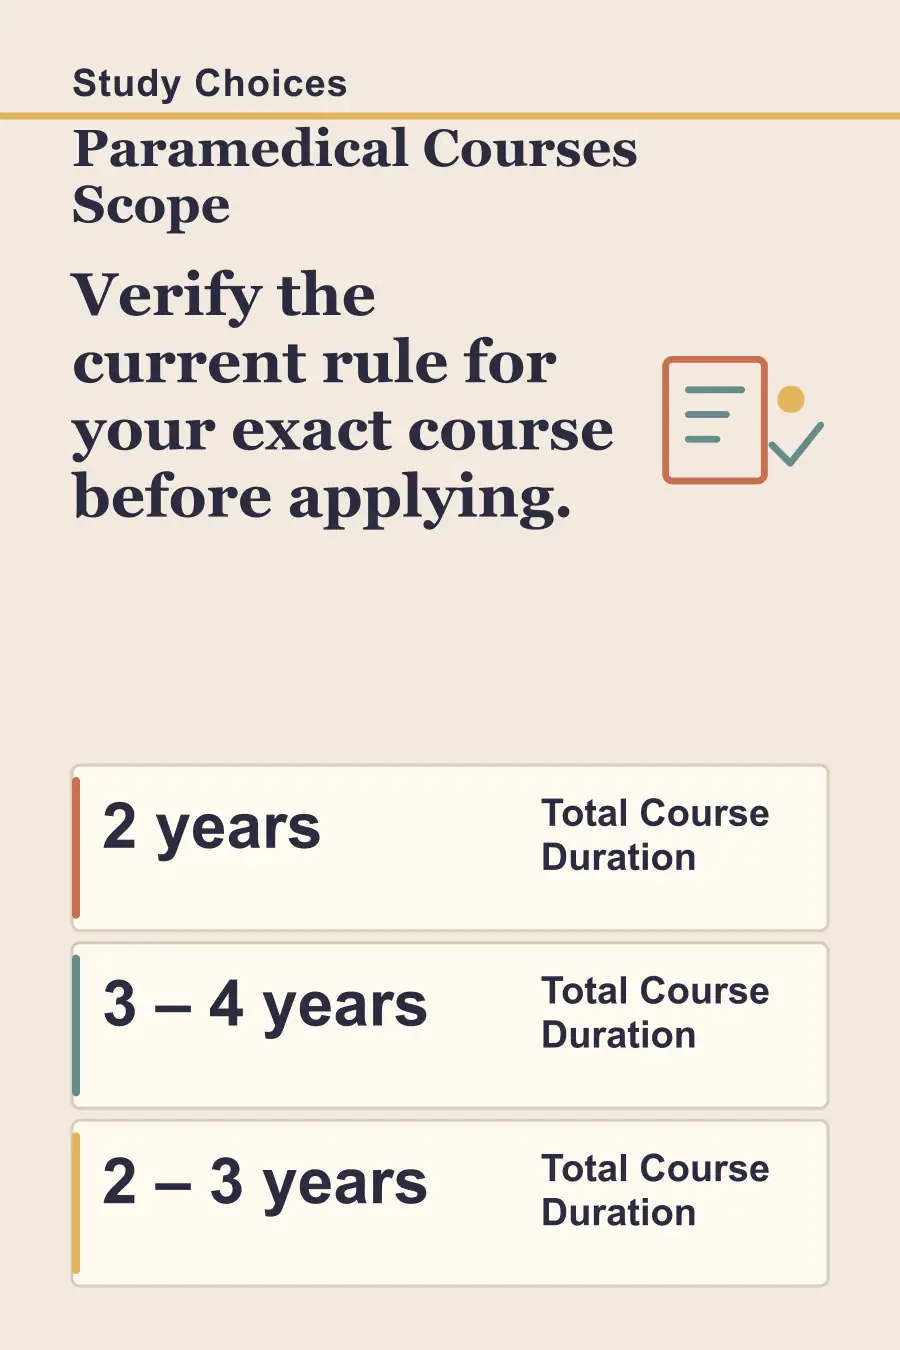 Study Choices
Paramedical Courses
Scope
Verify the
current rule for
your exact course
before applying.
2 years
Total Course
Duration
3 – 4 years
Total Course
Duration
2 – 3 years
Total Course
Duration